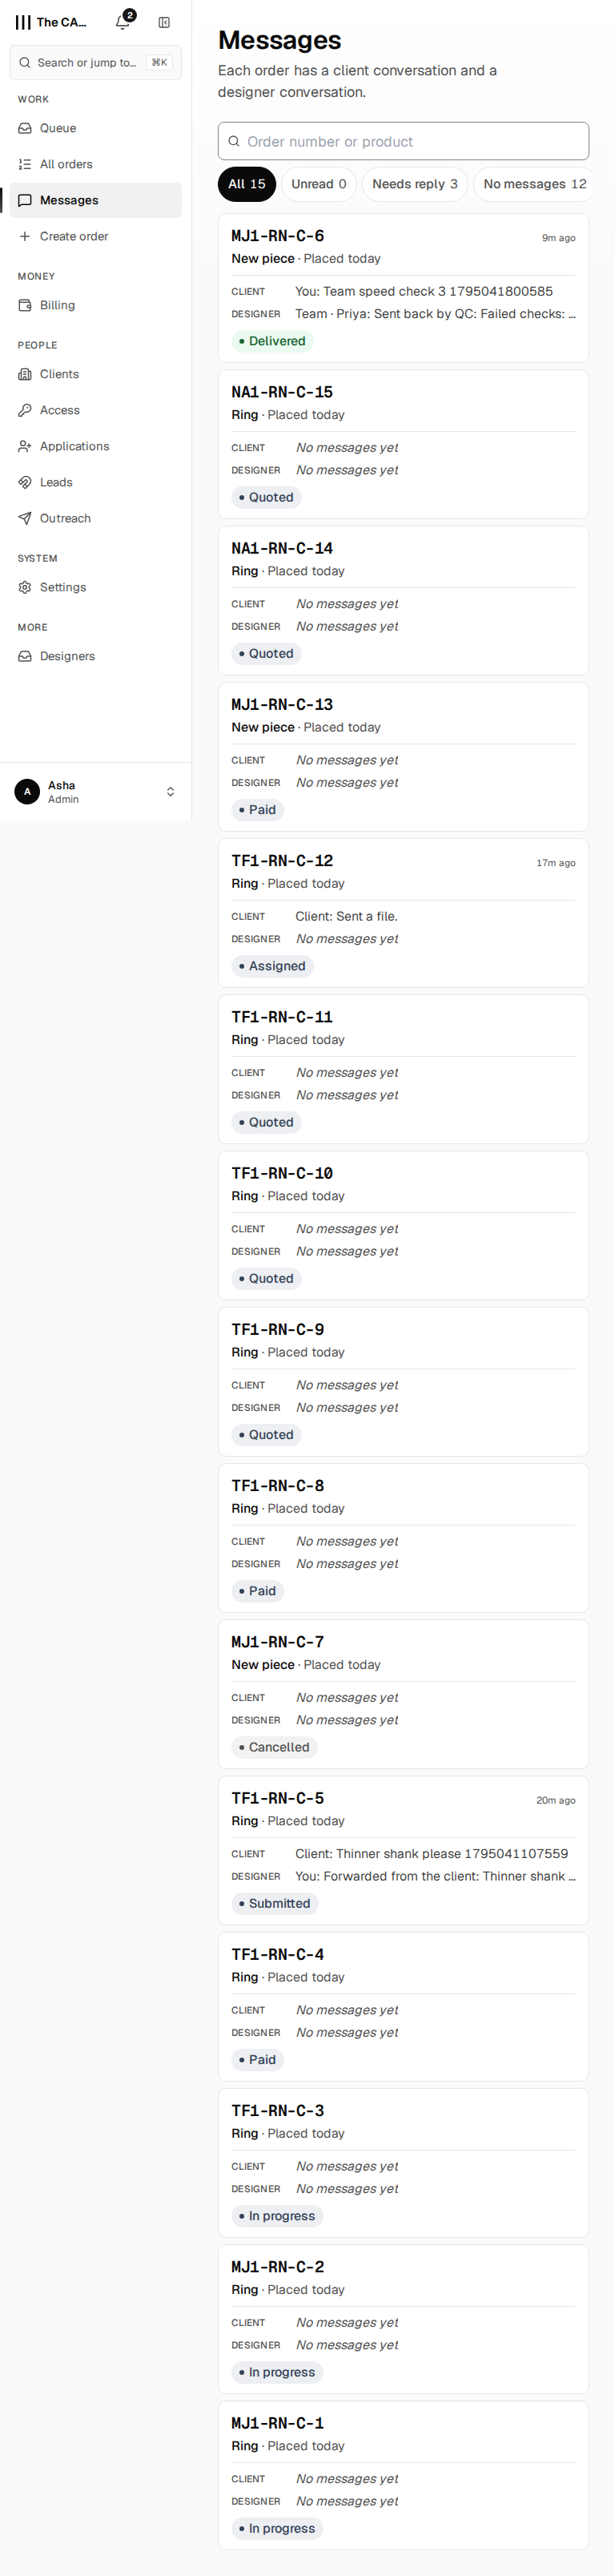 The CA...
2
Search or jump to... ⌘K
WORK
Queue
All orders
Messages
Create order
MONEY
Billing
PEOPLE
Clients
Access
Applications
Leads
Outreach
SYSTEM
Settings
MORE
Designers
A
Asha
Admin
Messages
Each order has a client conversation and a
designer conversation.
Order number or product
All 15 Unread 0 Needs reply 3 No messages 12
MJ1-RN-C-6 9m ago
New piece · Placed today
CLIENT You: Team speed check 3 1795041800585
DESIGNER Team · Priya: Sent back by QC: Failed checks: ...
Delivered
NA1-RN-C-15
Ring · Placed today
CLIENT No messages yet
DESIGNER No messages yet
Quoted
NA1-RN-C-14
Ring · Placed today
CLIENT No messages yet
DESIGNER No messages yet
Quoted
MJ1-RN-C-13
New piece · Placed today
CLIENT No messages yet
DESIGNER No messages yet
Paid
TF1-RN-C-12 17m ago
Ring · Placed today
CLIENT Client: Sent a file.
DESIGNER No messages yet
Assigned
TF1-RN-C-11
Ring · Placed today
CLIENT No messages yet
DESIGNER No messages yet
Quoted
TF1-RN-C-10
Ring · Placed today
CLIENT No messages yet
DESIGNER No messages yet
Quoted
TF1-RN-C-9
Ring · Placed today
CLIENT No messages yet
DESIGNER No messages yet
Quoted
TF1-RN-C-8
Ring · Placed today
CLIENT No messages yet
DESIGNER No messages yet
Paid
MJ1-RN-C-7
New piece · Placed today
CLIENT No messages yet
DESIGNER No messages yet
Cancelled
TF1-RN-C-5 20m ago
Ring · Placed today
CLIENT Client: Thinner shank please 1795041107559
DESIGNER You: Forwarded from the client: Thinner shank ...
Submitted
TF1-RN-C-4
Ring · Placed today
CLIENT No messages yet
DESIGNER No messages yet
Paid
TF1-RN-C-3
Ring · Placed today
CLIENT No messages yet
DESIGNER No messages yet
In progress
MJ1-RN-C-2
Ring · Placed today
CLIENT No messages yet
DESIGNER No messages yet
In progress
MJ1-RN-C-1
Ring · Placed today
CLIENT No messages yet
DESIGNER No messages yet
In progress